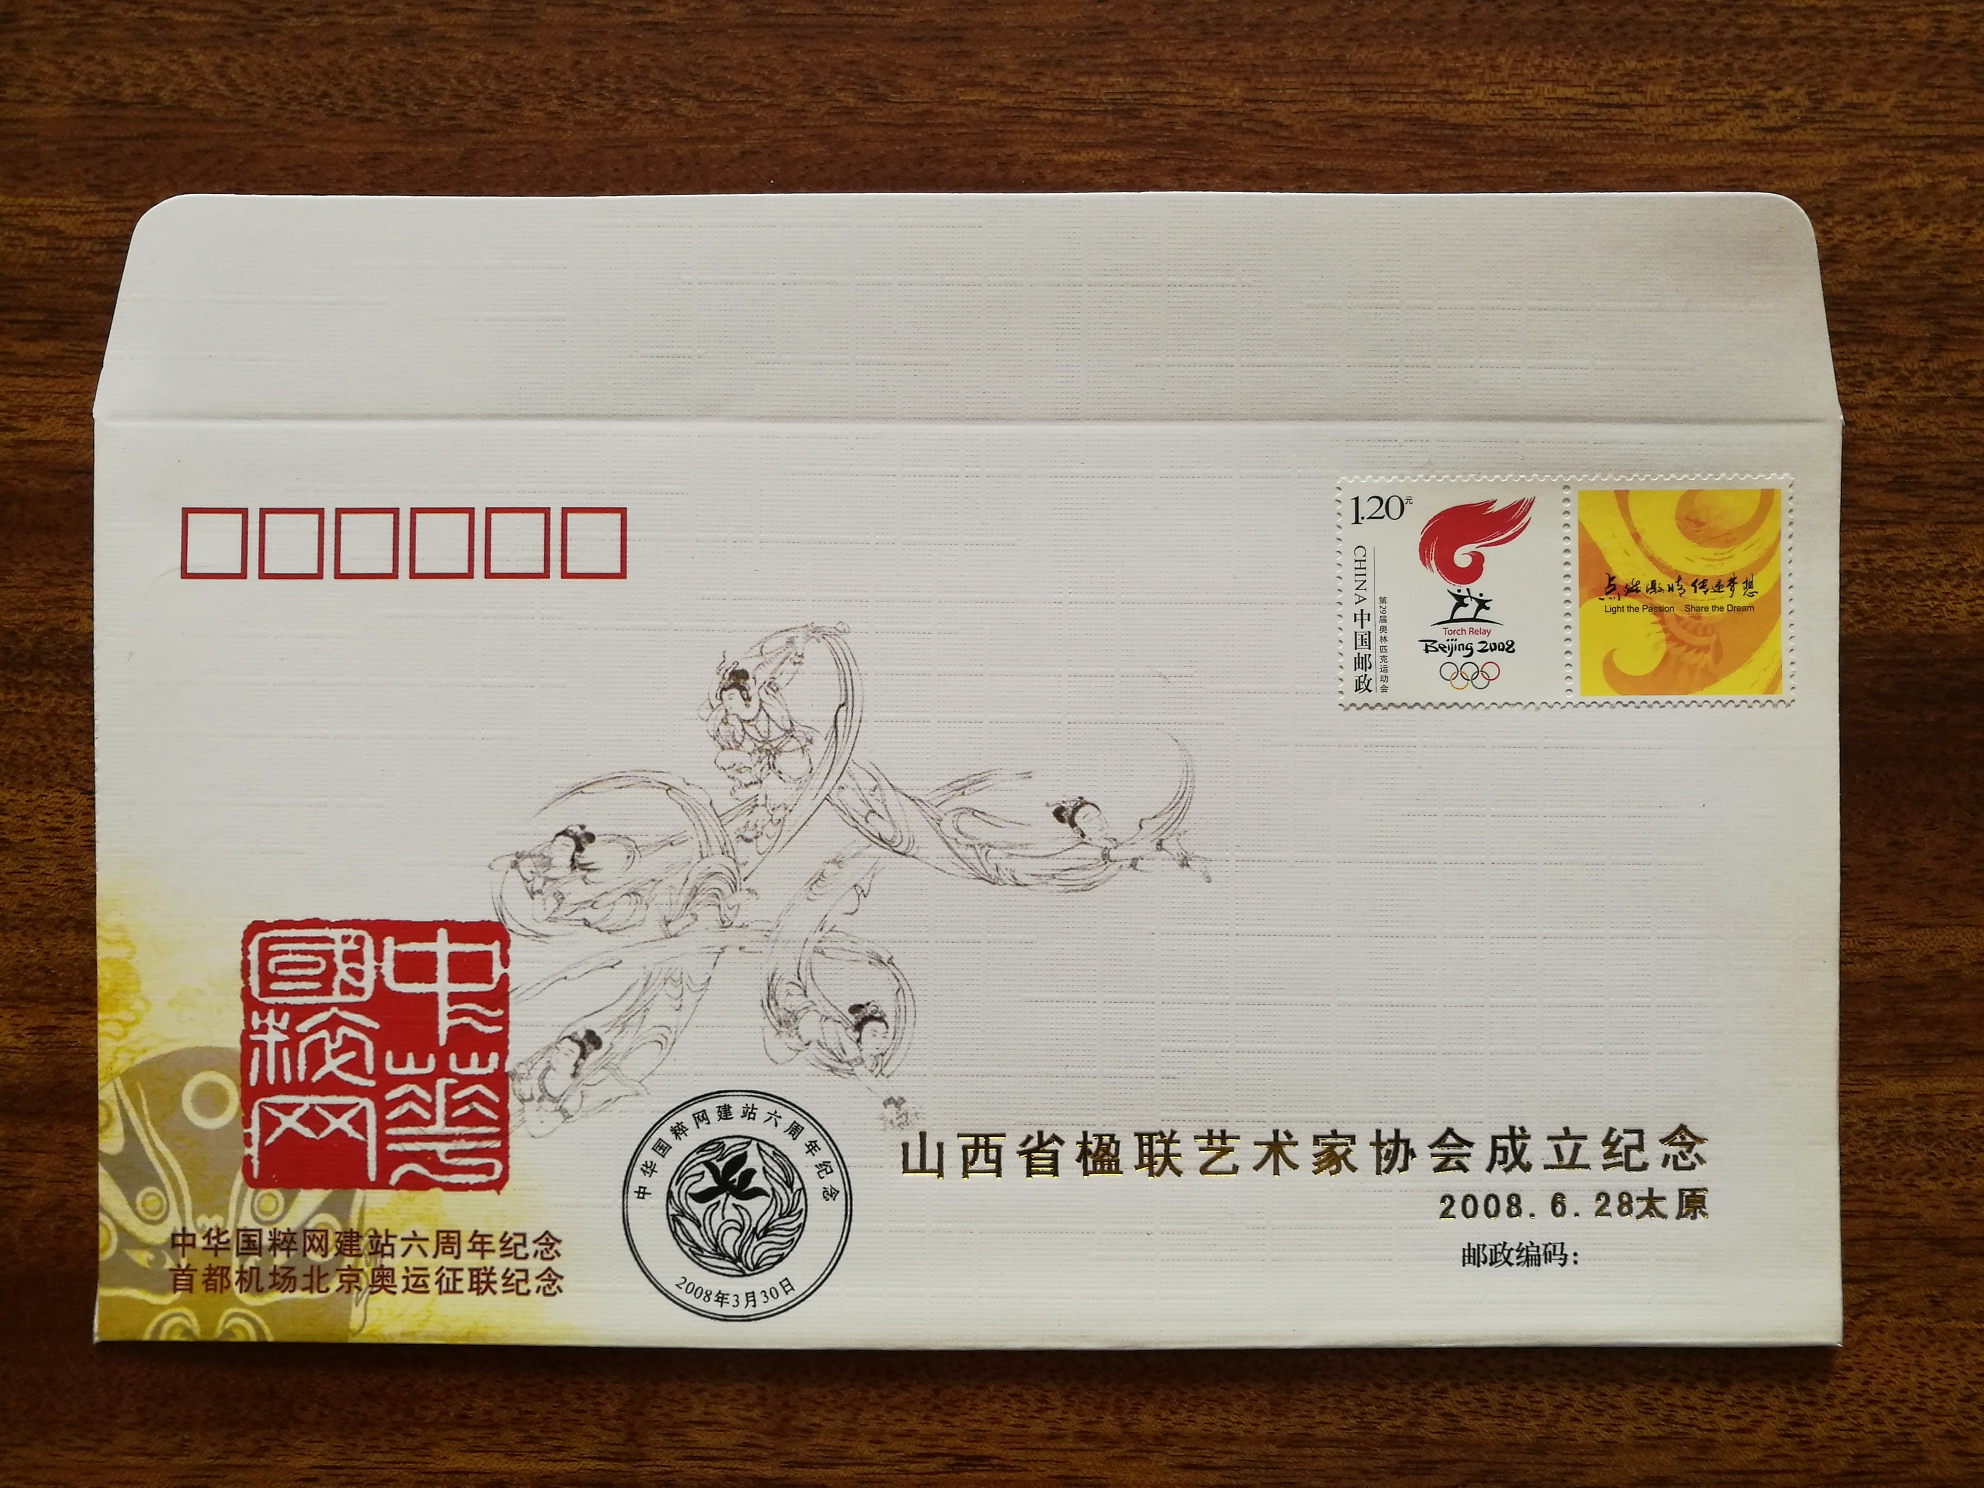 1.20元
CHINA 中国邮政
第29届奥林匹克运动会
Torch Relay
Beijing 2008
点燃激情 传递梦想
Light the Passion Share the Dream
中华
國粹网
中华国粹网建站六周年纪念
首都机场北京奥运征联纪念
中华国粹网建站六周年纪念
2008年3月30日
山西省楹联艺术家协会成立纪念
2008.6.28太原
邮政编码: